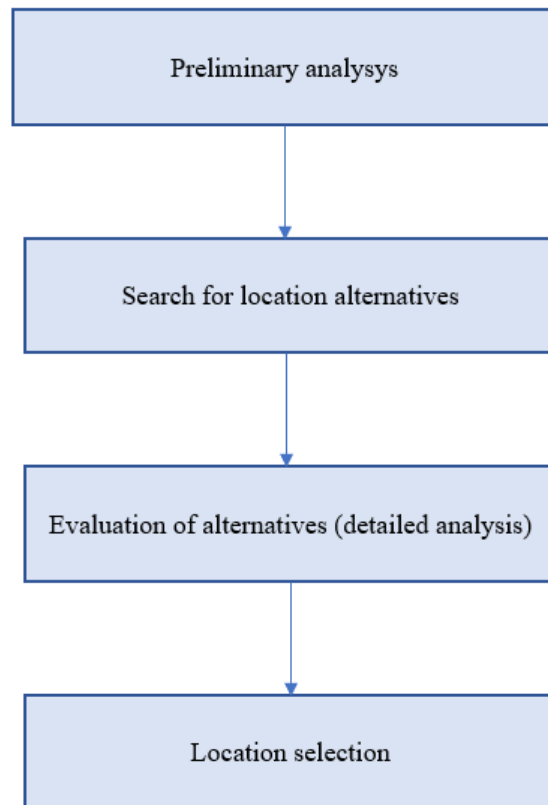 Preliminary analysys
Search for location alternatives
Evaluation of alternatives (detailed analysis)
Location selection